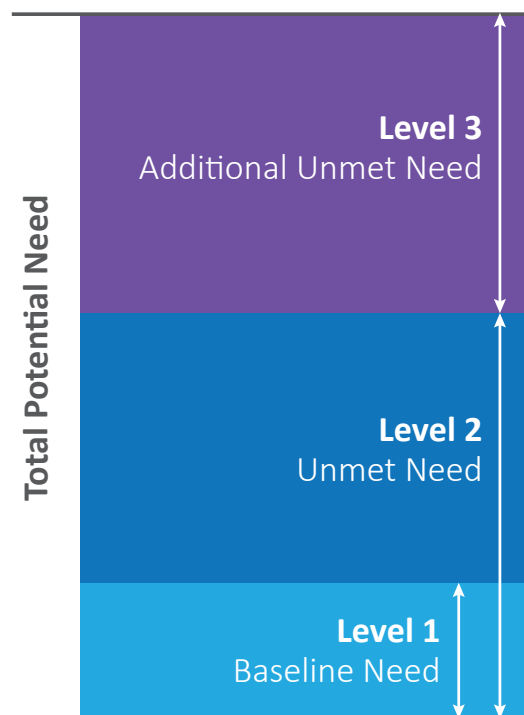 Total Potential Need
Level 3
Additional Unmet Need
Level 2
Unmet Need
Level 1
Baseline Need